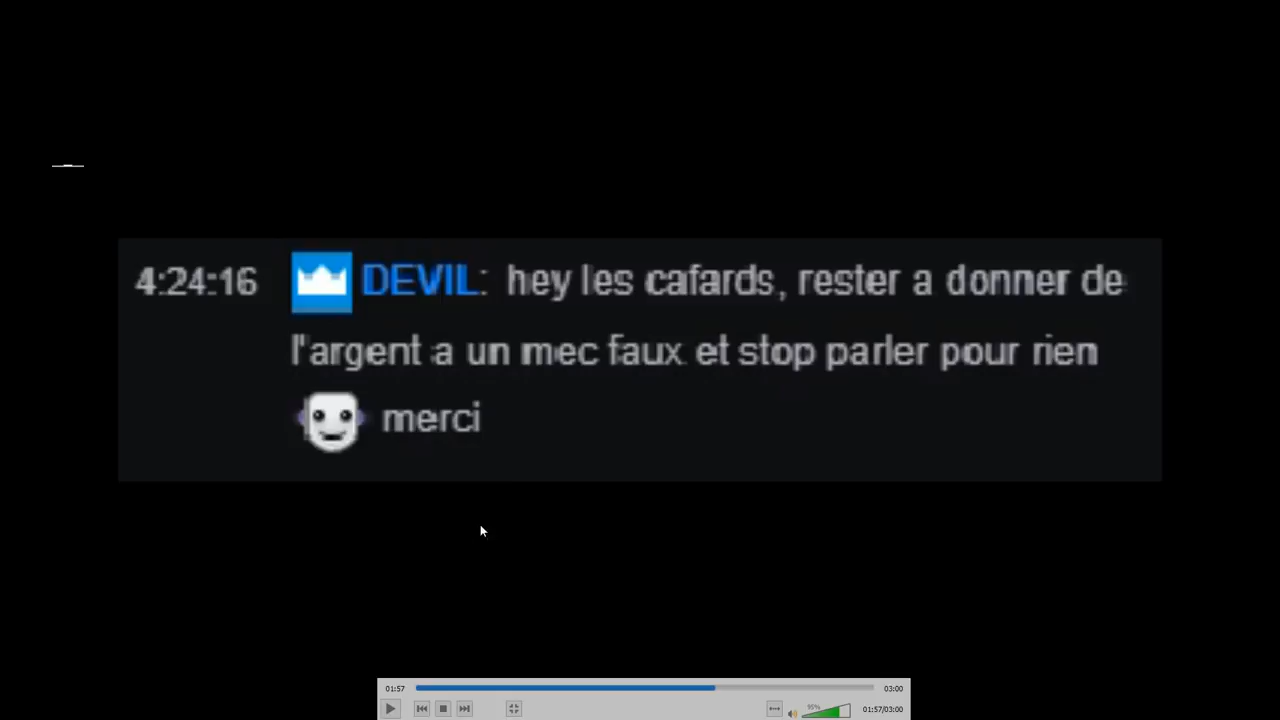 4:24:16 DEVIL: hey les cafards, rester a donner de
l'argent a un mec faux et stop parler pour rien
merci
01:57 03:00
95% 01:57/03:00